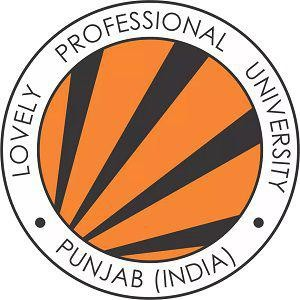 LOVELY PROFESSIONAL UNIVERSITY
PUNJAB (INDIA)